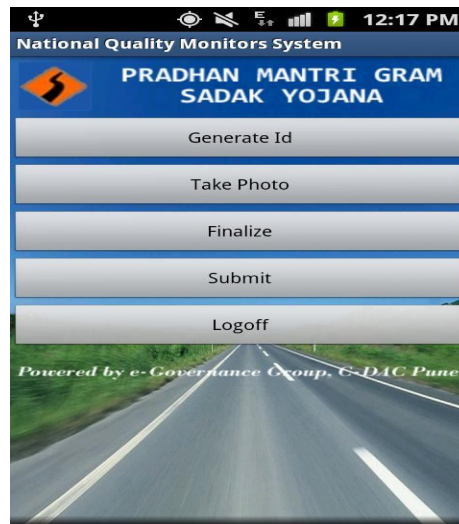 12:17 PM
National Quality Monitors System
PRADHAN MANTRI GRAM
SADAK YOJANA
Generate Id
Take Photo
Finalize
Submit
Logoff
Powered by e-Governance Group, C-DAC Pune